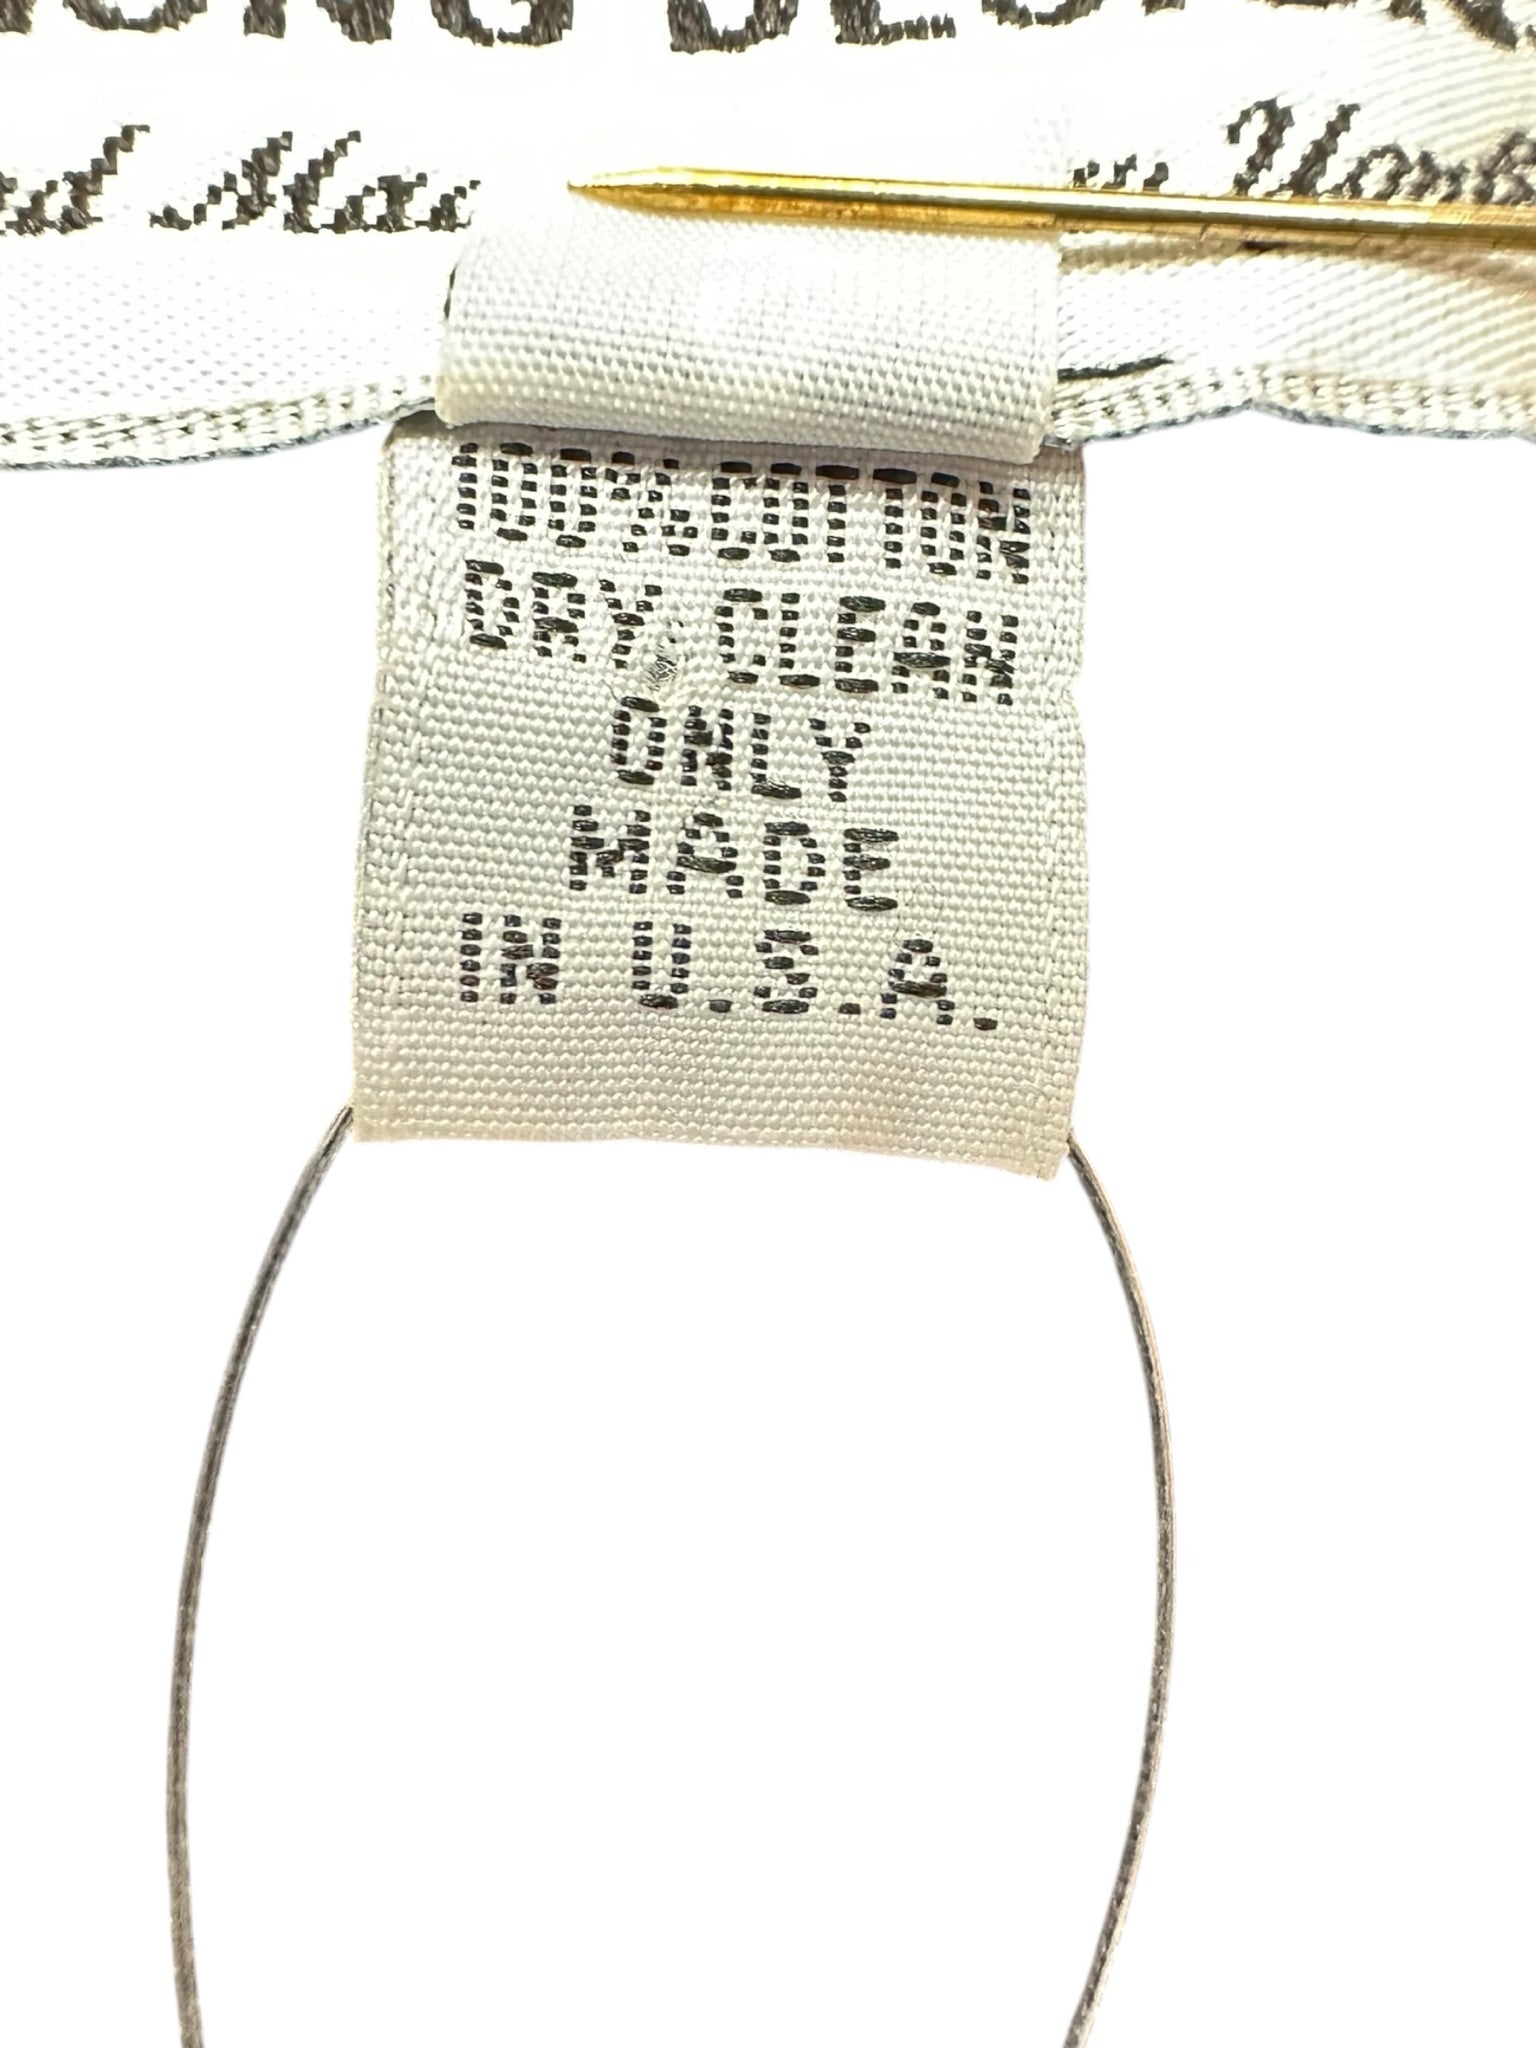 100% COTTON
DRY CLEAN
ONLY
MADE
IN U.S.A.